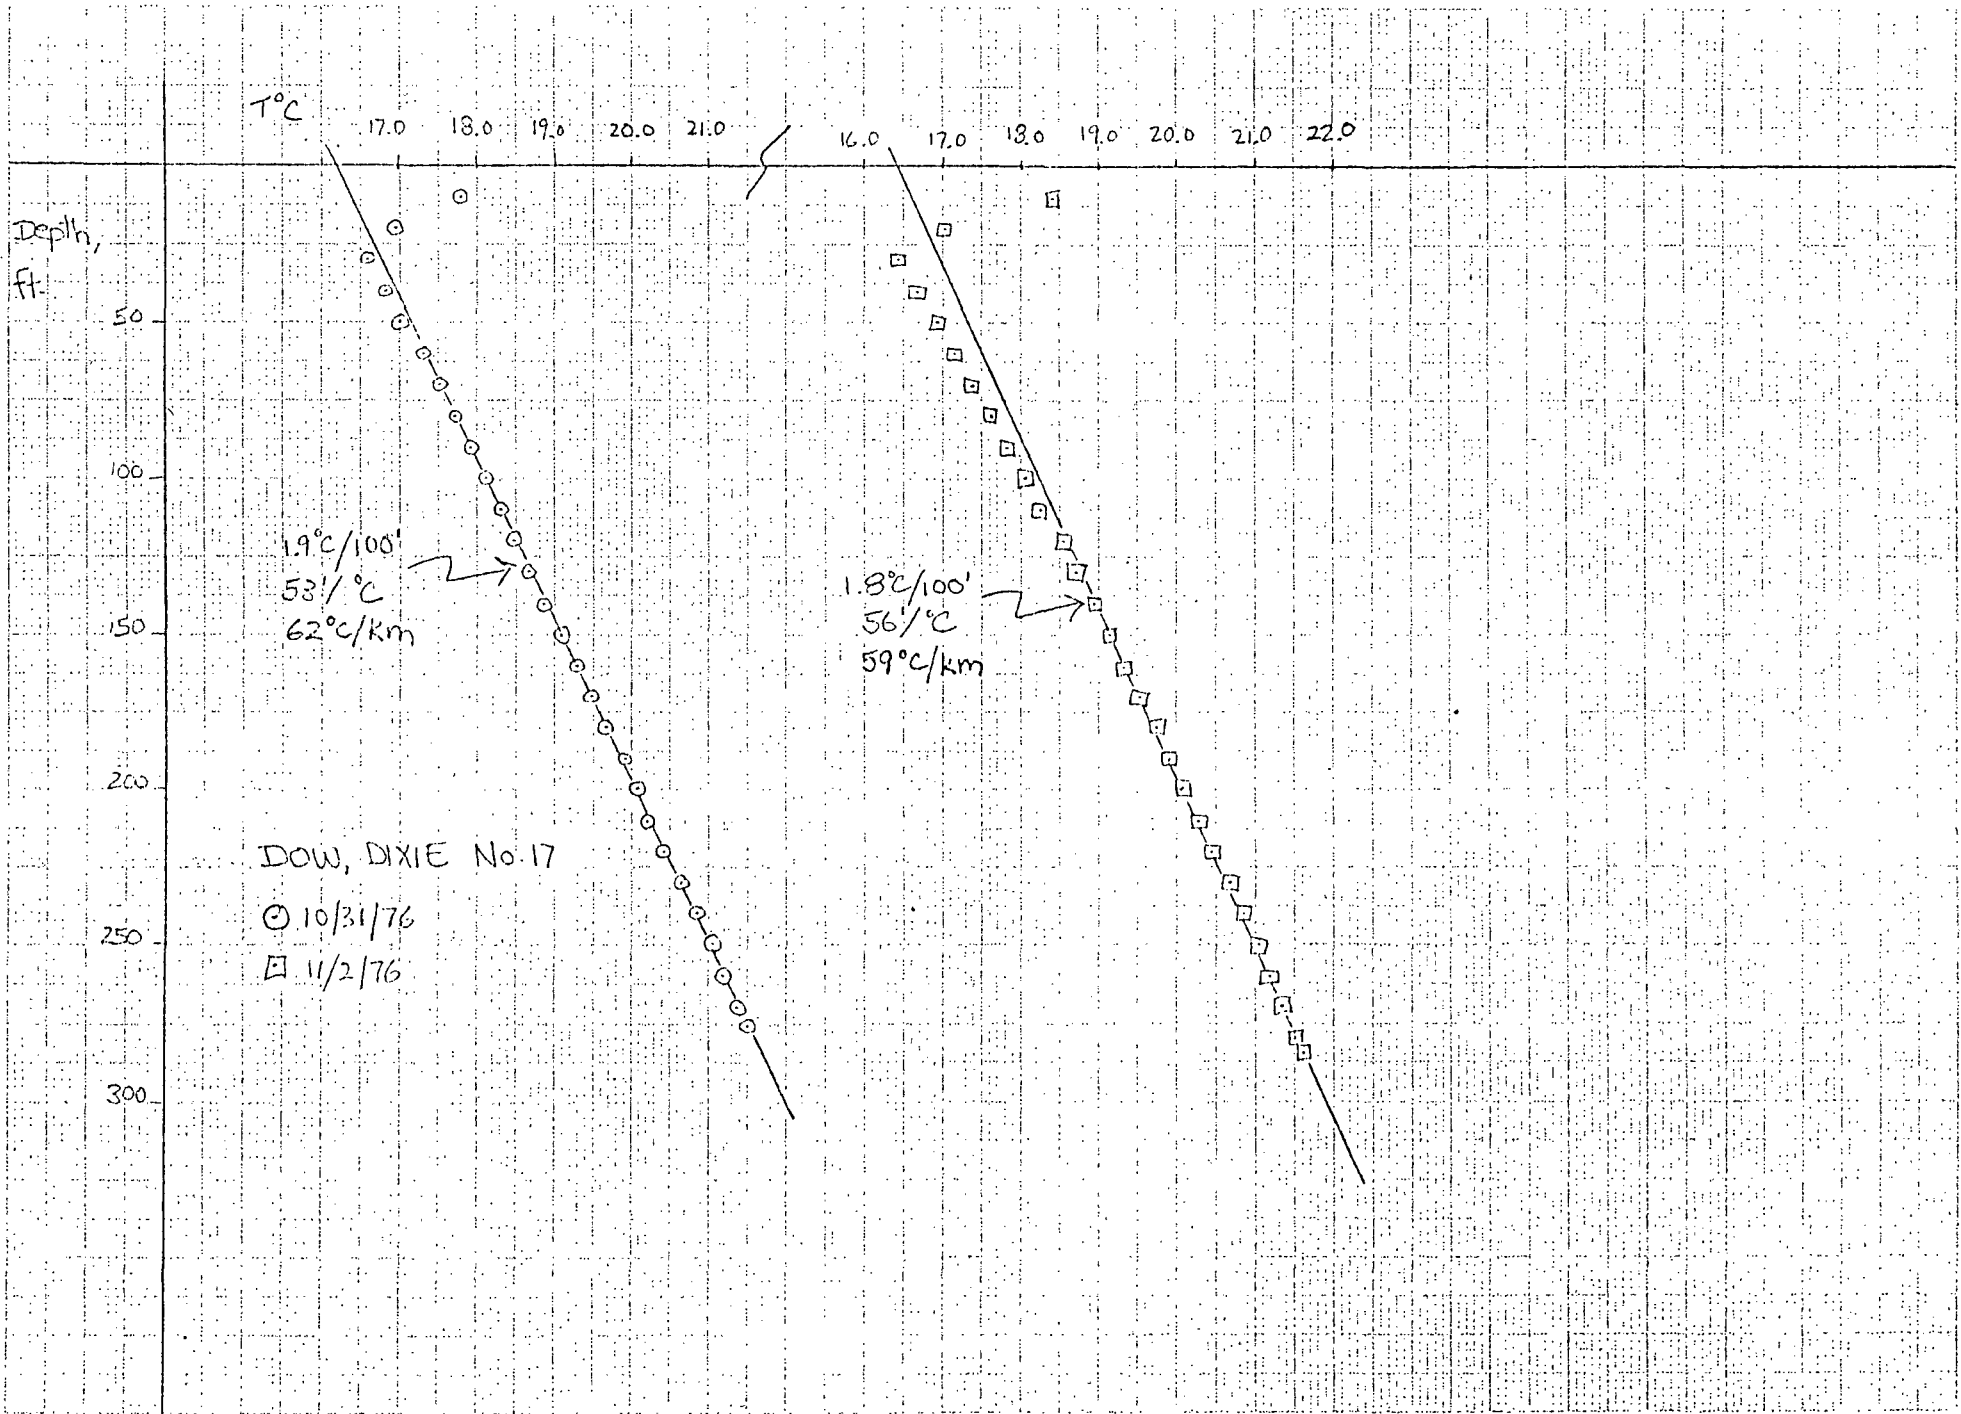 T°C
17.0 18.0 19.0 20.0 21.0
16.0 17.0 18.0 19.0 20.0 21.0 22.0
Depth,
ft.
50
100
150
200
250
300
1.9°C/100'
53'/°C
62°C/km
1.8°C/100'
56'/°C
59°C/km
DOW, DIXIE No. 17
10/31/76
11/2/76